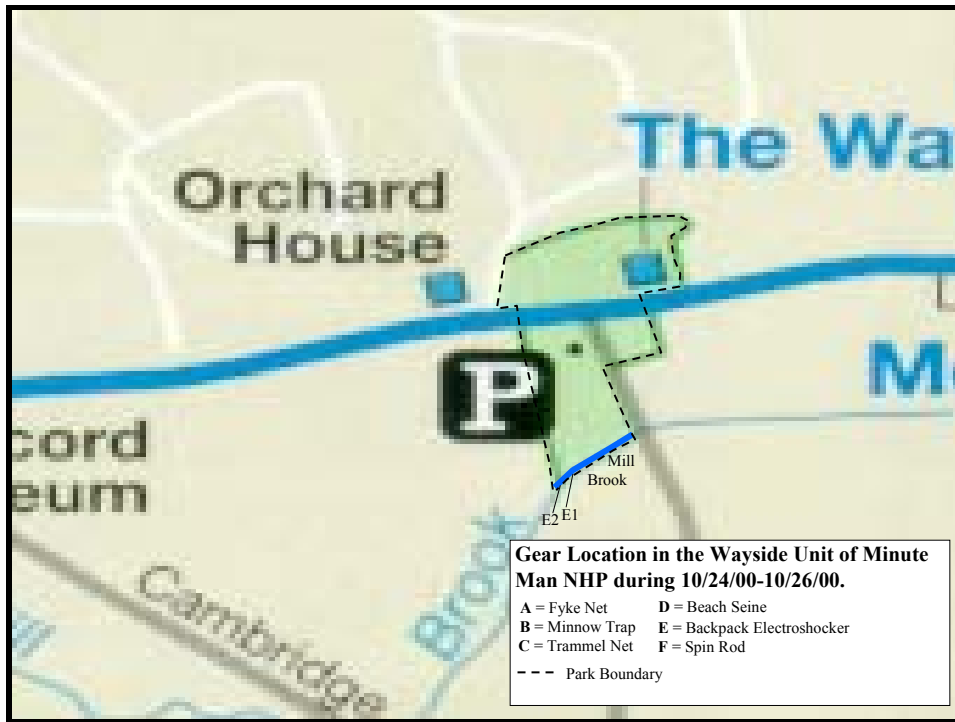 The Wa
Orchard
House
P
Me
cord
eum
Mill
Brook
E2 E1
Brook
Cambridge
Gear Location in the Wayside Unit of Minute
Man NHP during 10/24/00-10/26/00.
A = Fyke Net D = Beach Seine
B = Minnow Trap E = Backpack Electroshocker
C = Trammel Net F = Spin Rod
Park Boundary